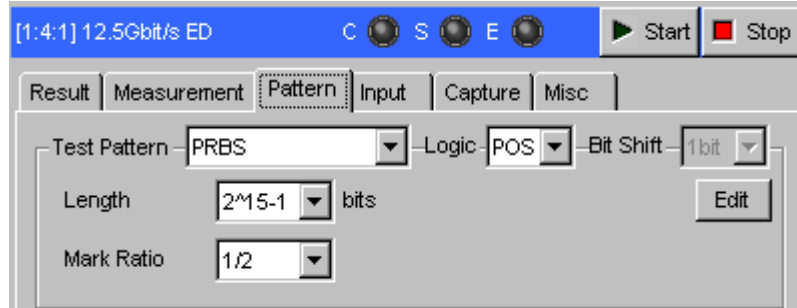 [1:4:1] 12.5Gbit/s ED C S E Start Stop
Result Measurement Pattern Input Capture Misc
Test Pattern PRBS Logic POS Bit Shift 1bit
Length 2^15-1 bits Edit
Mark Ratio 1/2